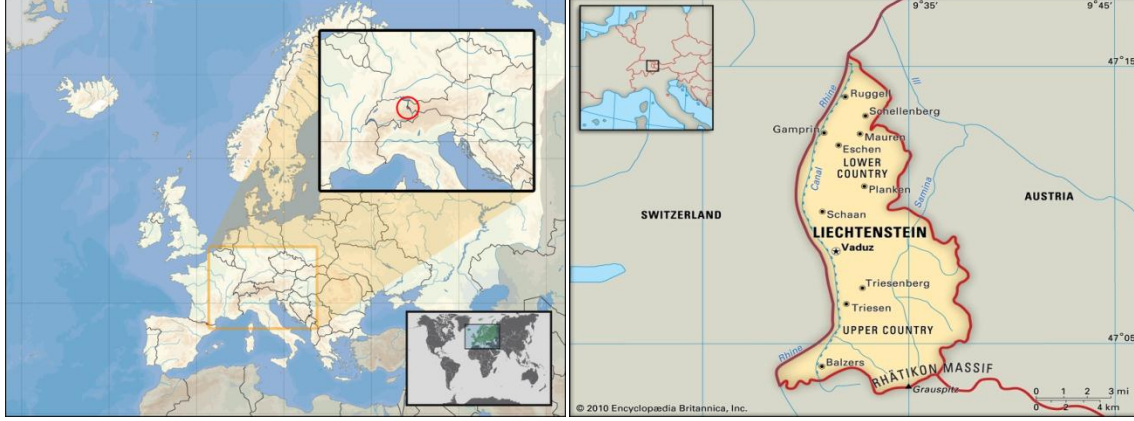 9°35'
9°45'
47°15'
Ill
Rhine
Ruggell
Schellenberg
Gamprin
Mauren
Eschen
LOWER
COUNTRY
Canal
Planken
Samina
AUSTRIA
SWITZERLAND
Schaan
LIECHTENSTEIN
Vaduz
Triesenberg
Triesen
UPPER COUNTRY
47°05'
Rhine
Balzers
RHÄTIKON MASSIF
Grauspitz
0 2 3 mi
0 2 4 km
© 2010 Encyclopædia Britannica, Inc.